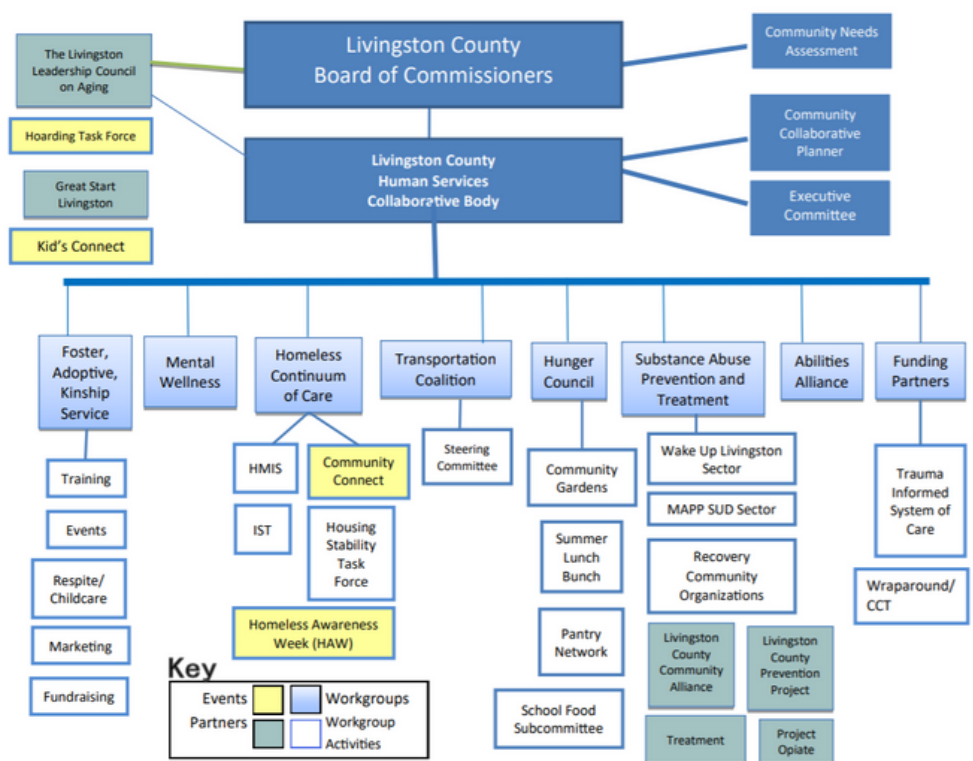 The Livingston
Leadership Council
on Aging
Livingston County
Board of Commissioners
Community Needs
Assessment
Hoarding Task Force
Great Start
Livingston
Kid's Connect
Livingston County
Human Services
Collaborative Body
Community
Collaborative
Planner
Executive
Committee
Foster,
Adoptive,
Kinship
Service
Mental
Wellness
Homeless
Continuum
of Care
Transportation
Coalition
Hunger
Council
Substance Abuse
Prevention and
Treatment
Abilities
Alliance
Funding
Partners
Training
Events
Respite/
Childcare
Marketing
Fundraising
HMIS
Community
Connect
IST
Housing
Stability
Task
Force
Homeless Awareness
Week (HAW)
Steering
Committee
Community
Gardens
Summer
Lunch
Bunch
Pantry
Network
School Food
Subcommittee
Wake Up Livingston
Sector
MAPP SUD Sector
Recovery
Community
Organizations
Livingston
County
Community
Alliance
Livingston
County
Prevention
Project
Treatment
Project
Opiate
Trauma
Informed
System of
Care
Wraparound/
CCT
Key
Events
Workgroups
Partners
Workgroup
Activities